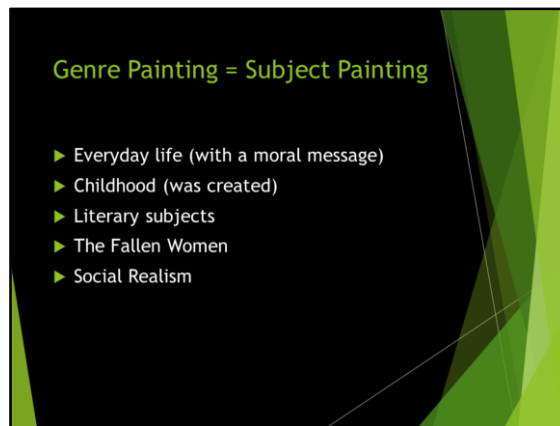 Genre Painting = Subject Painting
Everyday life (with a moral message)
Childhood (was created)
Literary subjects
The Fallen Women
Social Realism